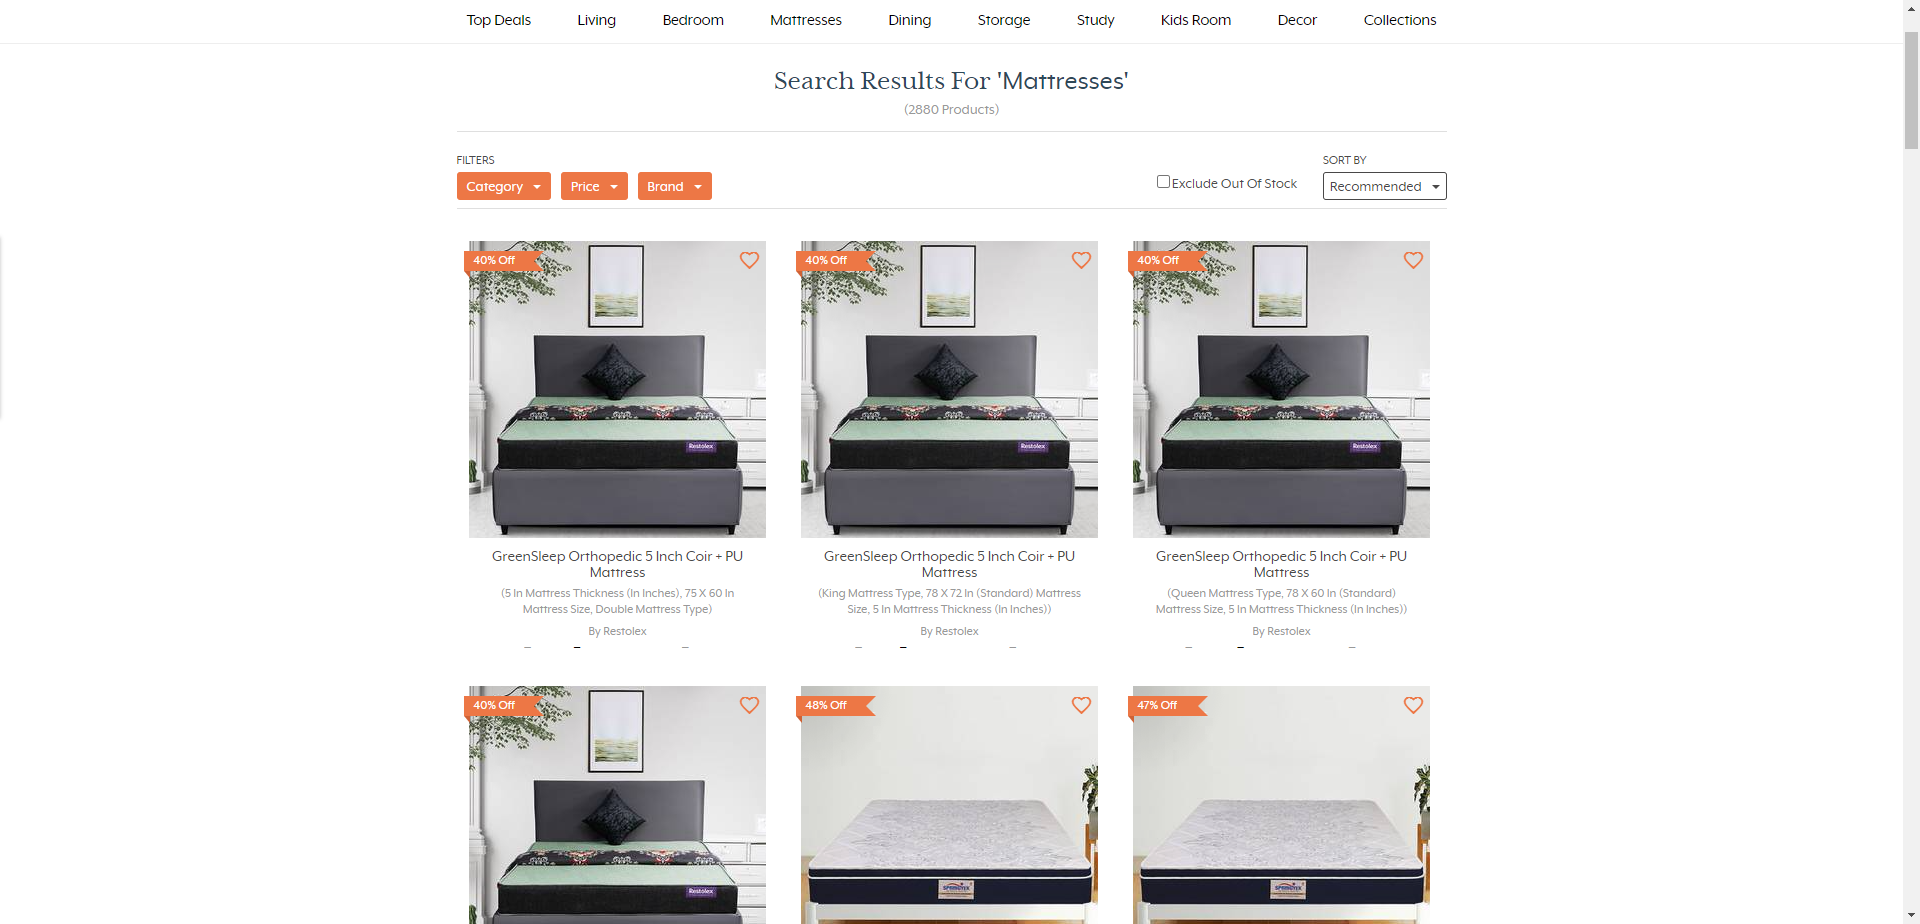 Top Deals Living Bedroom Mattresses Dining Storage Study Kids Room Decor Collections
Search Results For 'Mattresses'
(2880 Products)
FILTERS
SORT BY
Category Price Brand
Exclude Out Of Stock
Recommended
40% Off
40% Off
40% Off
Restolex
Restolex
Restolex
GreenSleep Orthopedic 5 Inch Coir + PU
Mattress
(5 In Mattress Thickness (In Inches), 75 X 60 In
Mattress Size, Double Mattress Type)
By Restolex
GreenSleep Orthopedic 5 Inch Coir + PU
Mattress
(King Mattress Type, 78 X 72 In (Standard) Mattress
Size, 5 In Mattress Thickness (In Inches))
By Restolex
GreenSleep Orthopedic 5 Inch Coir + PU
Mattress
(Queen Mattress Type, 78 X 60 In (Standard)
Mattress Size, 5 In Mattress Thickness (In Inches))
By Restolex
40% Off
48% Off
47% Off
Restolex
SPRINGTEK
SPRINGTEK